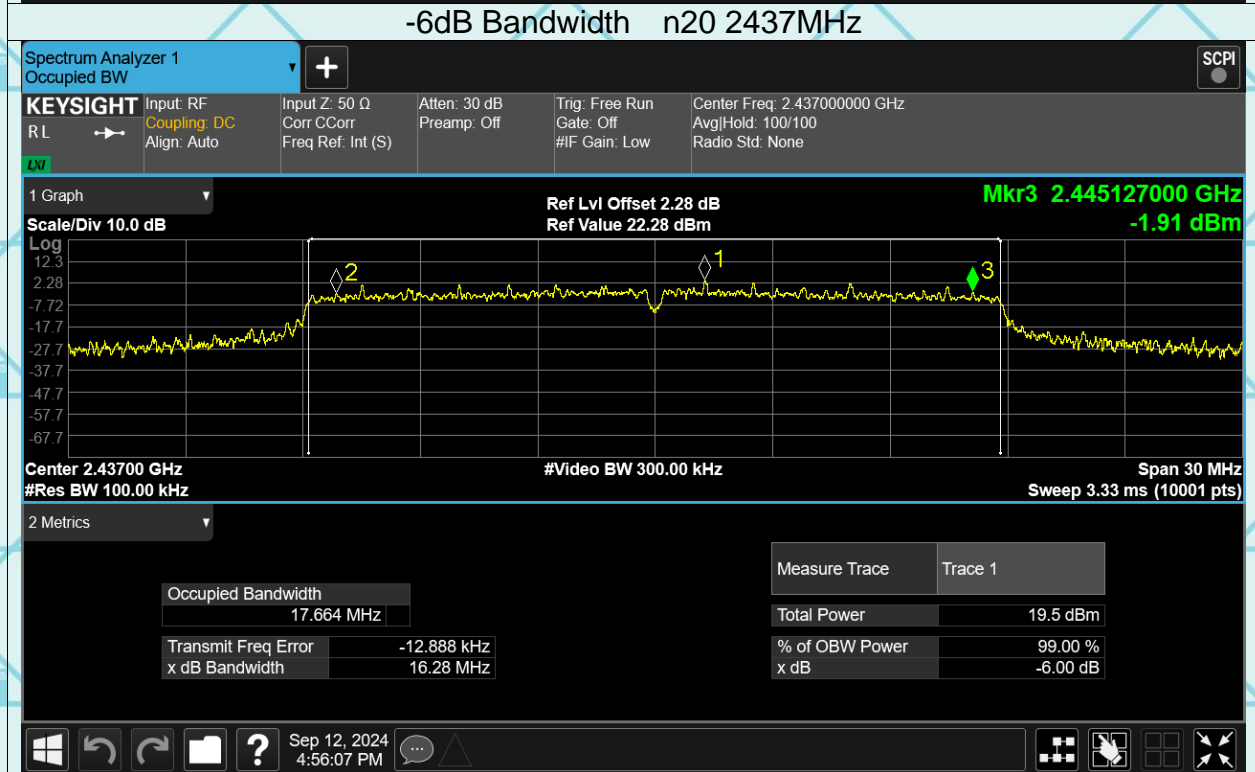 -6dB Bandwidth n20 2437MHz
Spectrum Analyzer 1
Occupied BW
SCPI
KEYSIGHT
RL
LXI
Input: RF
Coupling: DC
Align: Auto
Input Z: 50 Ω
Corr CCorr
Freq Ref: Int (S)
Atten: 30 dB
Preamp: Off
Trig: Free Run
Gate: Off
#IF Gain: Low
Center Freq: 2.437000000 GHz
Avg|Hold: 100/100
Radio Std: None
1 Graph
Scale/Div 10.0 dB
Ref Lvl Offset 2.28 dB
Ref Value 22.28 dBm
Mkr3 2.445127000 GHz
-1.91 dBm
Log
12.3
2.28
-7.72
-17.7
-27.7
-37.7
-47.7
-57.7
-67.7
2
1
3
Center 2.43700 GHz
#Res BW 100.00 kHz
#Video BW 300.00 kHz
Span 30 MHz
Sweep 3.33 ms (10001 pts)
2 Metrics
Occupied Bandwidth
17.664 MHz
Transmit Freq Error -12.888 kHz
x dB Bandwidth 16.28 MHz
Measure Trace Trace 1
Total Power 19.5 dBm
% of OBW Power 99.00 %
x dB -6.00 dB
Sep 12, 2024
4:56:07 PM